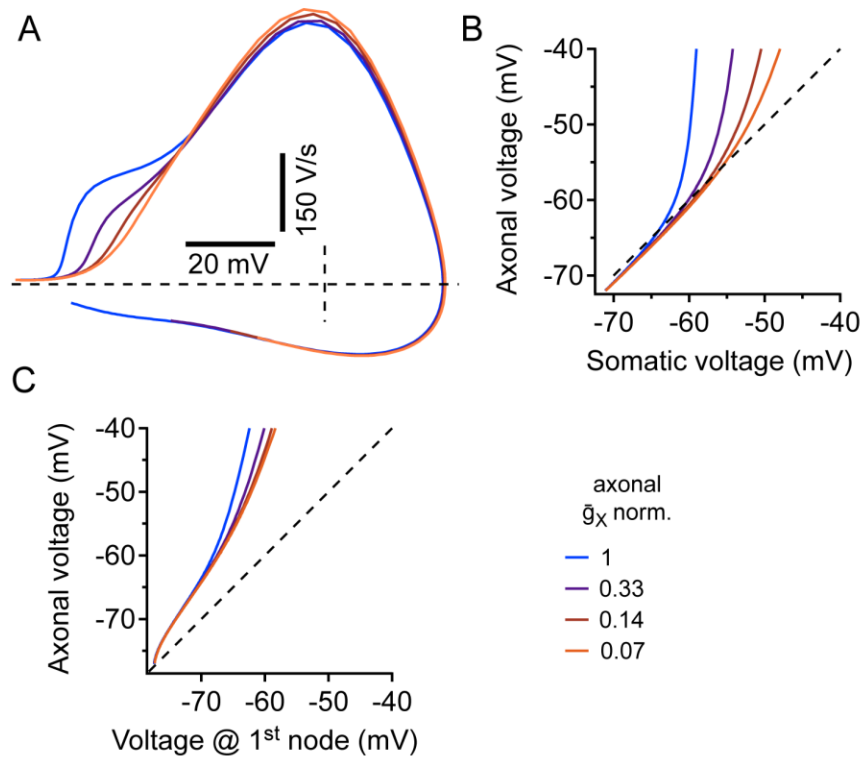 A
150 V/s
20 mV
B
Axonal voltage (mV)
-40
-50
-60
-70
-70 -60 -50 -40
Somatic voltage (mV)
C
Axonal voltage (mV)
-40
-50
-60
-70
-70 -60 -50 -40
Voltage @ 1st node (mV)
axonal
ḡX norm.
1
0.33
0.14
0.07